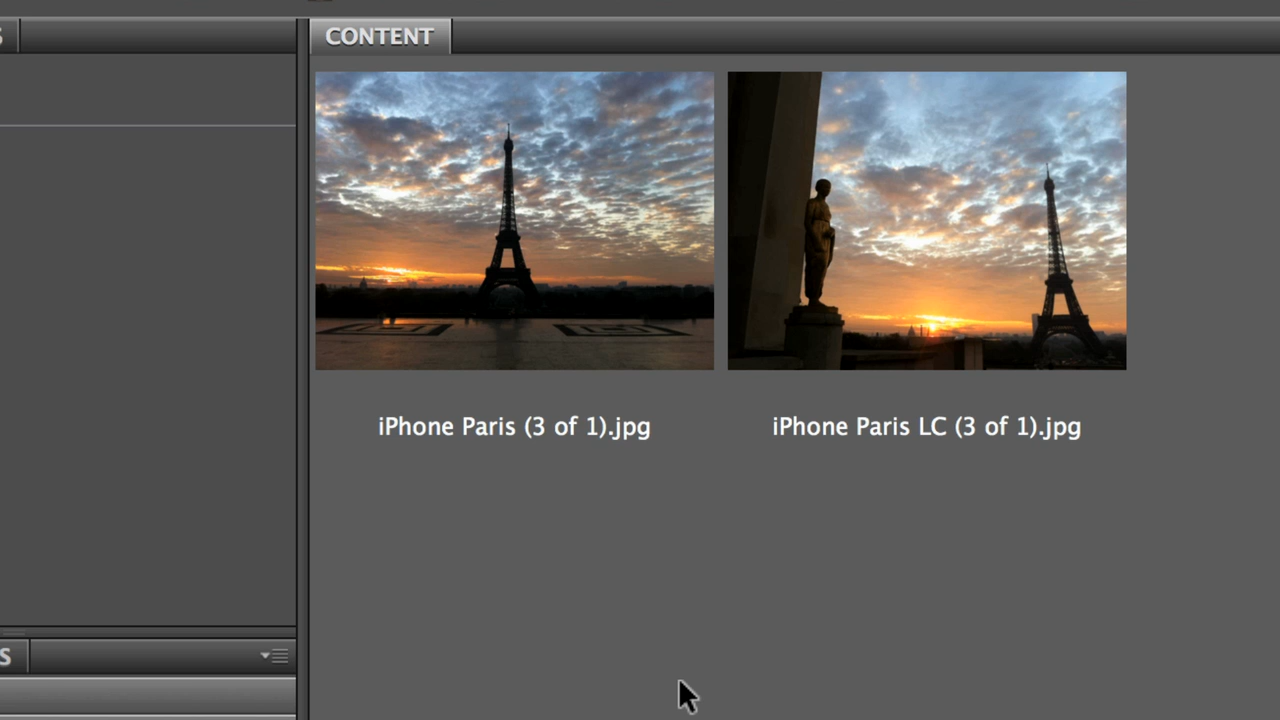 S
CONTENT
iPhone Paris (3 of 1).jpg
iPhone Paris LC (3 of 1).jpg
S